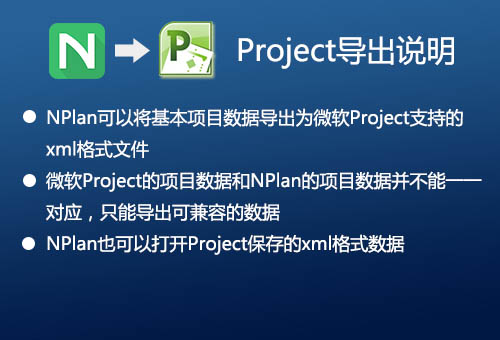 N P Project导出说明
NPlan可以将基本项目数据导出为微软Project支持的
xml格式文件
微软Project的项目数据和NPlan的项目数据并不能一一
对应，只能导出可兼容的数据
NPlan也可以打开Project保存的xml格式数据